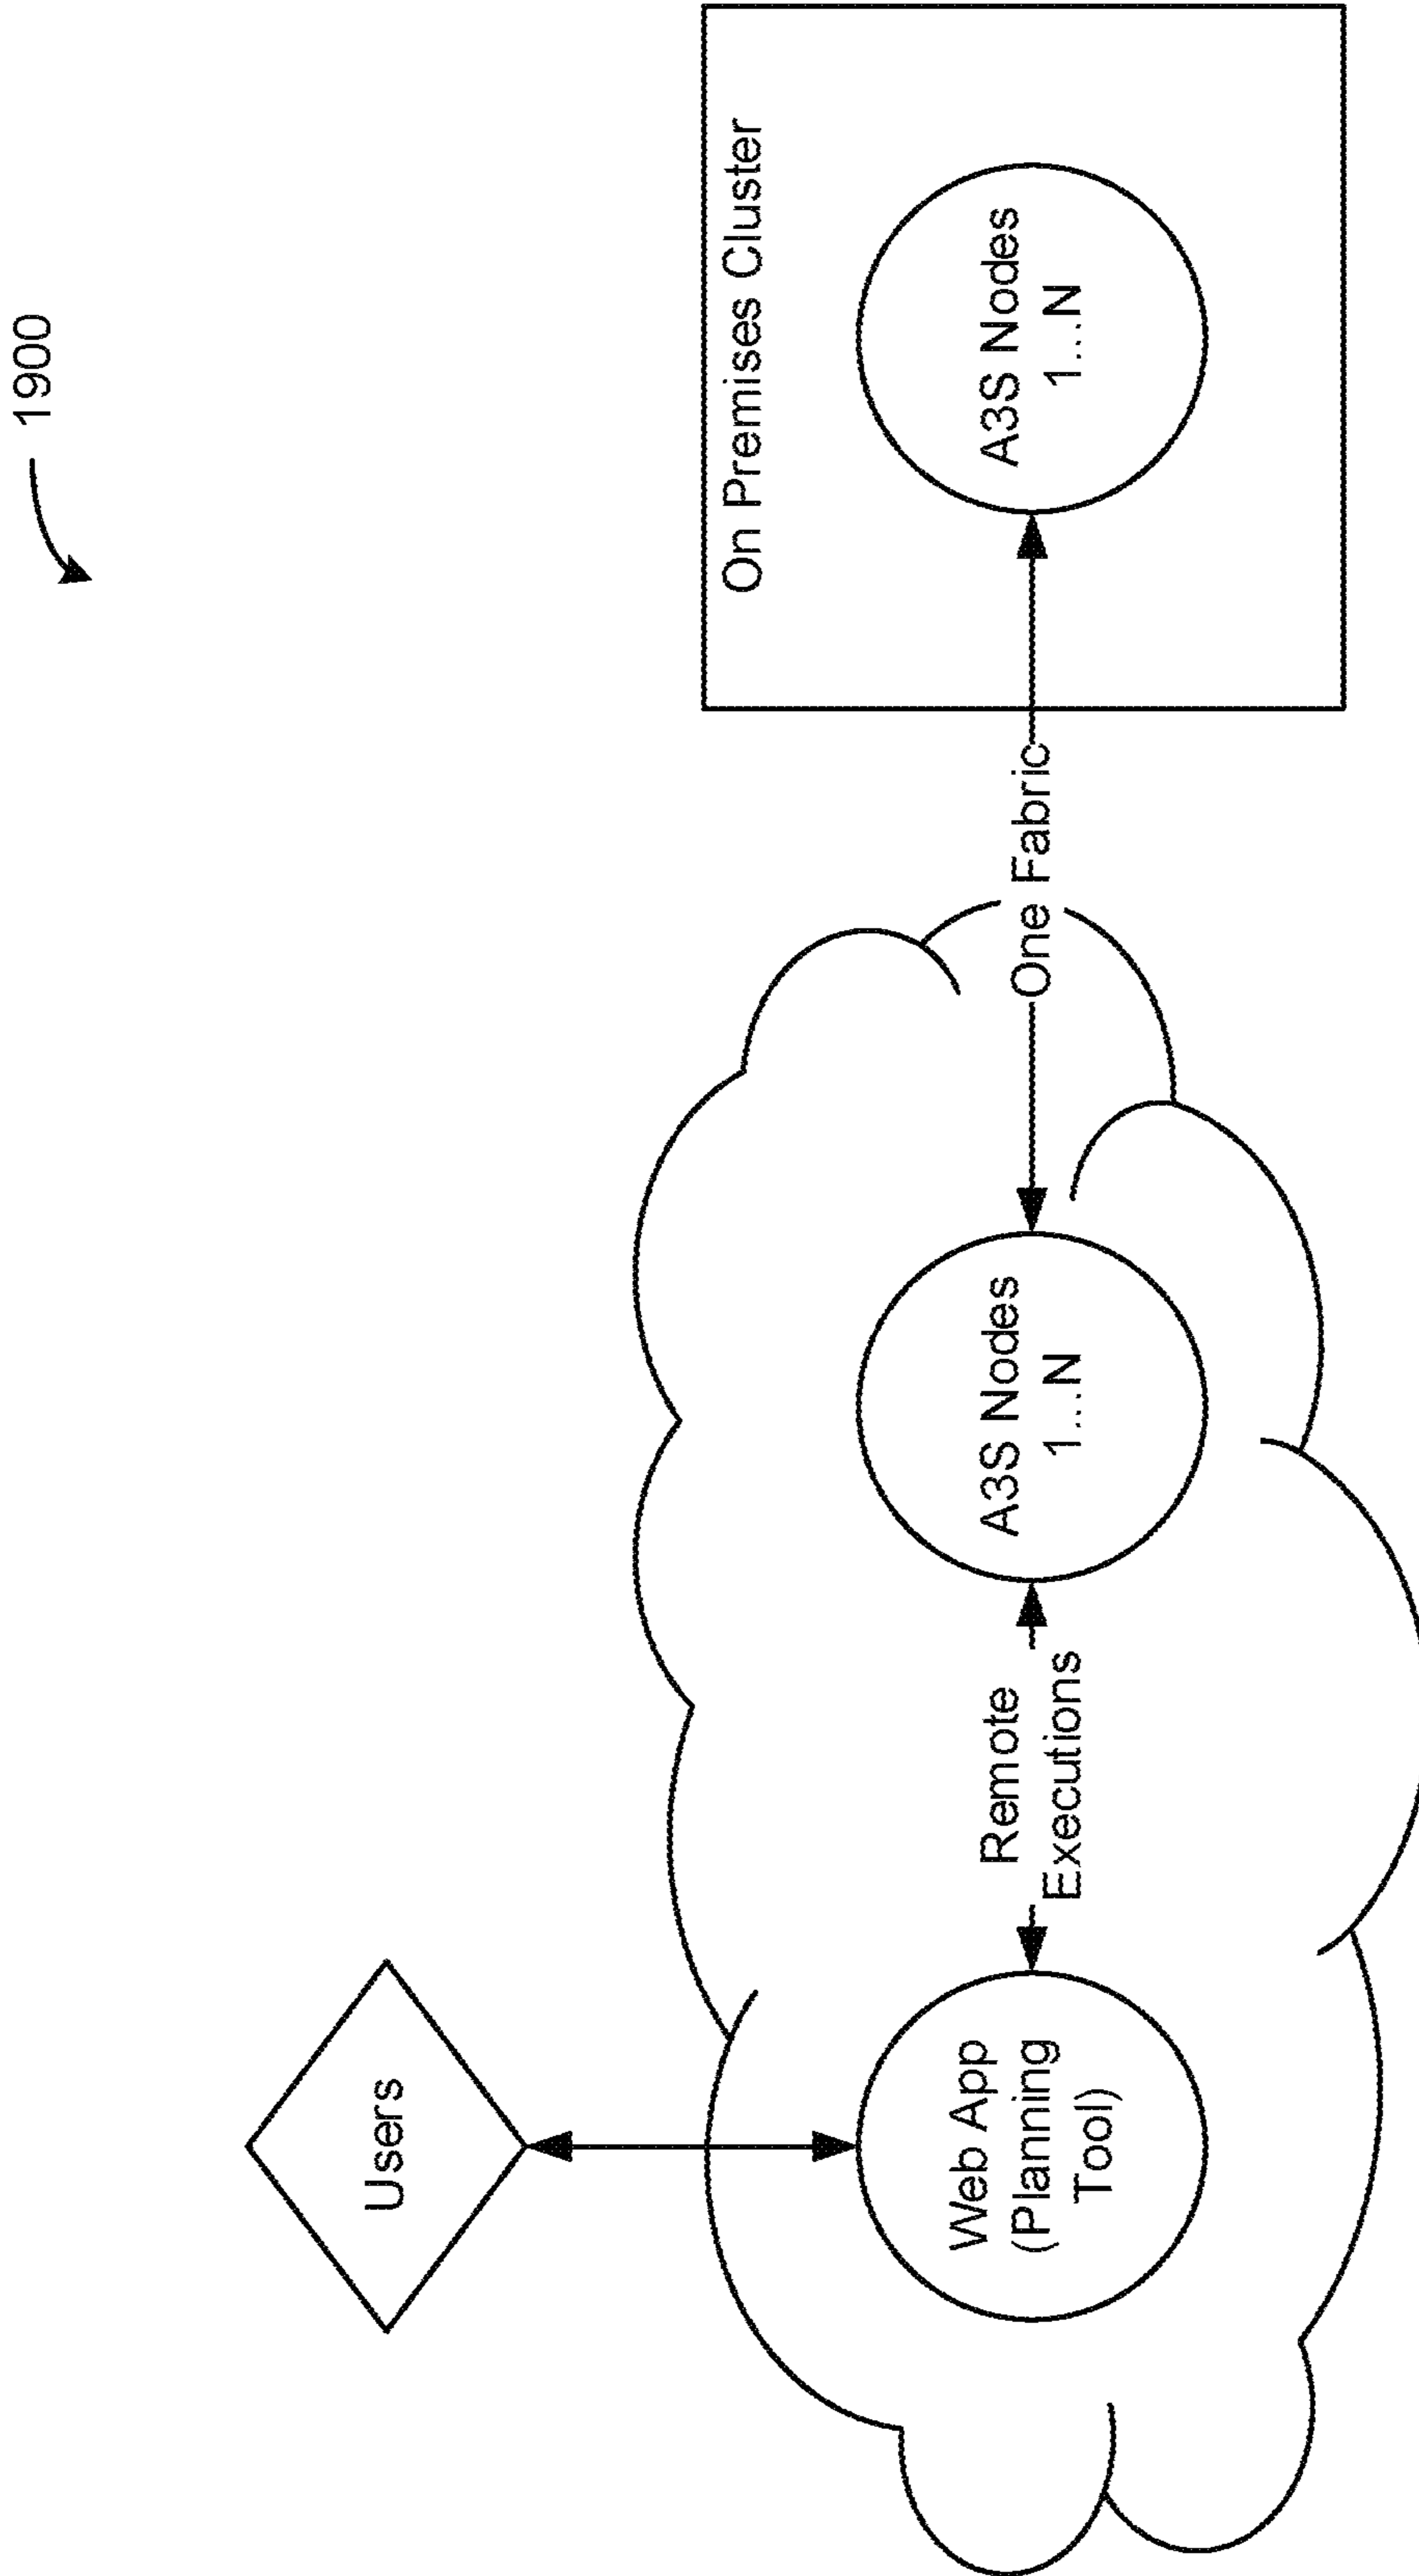 1900
Users
On Premises Cluster
Web App
(Planning
Tool)
Remote
Executions
A3S Nodes
1...N
One Fabric
A3S Nodes
1...N